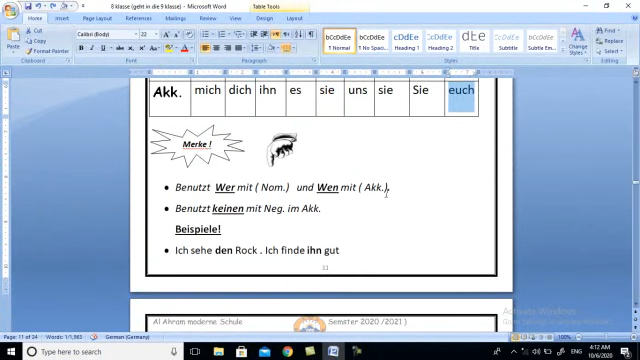 8 klasse (geht in die 9 klasse) - Microsoft Word
Table Tools
Home Insert Page Layout References Mailings Review View Design Layout
Calibri (Body) 22
Paste
Cut
Copy
Format Painter
Clipboard Font Paragraph Styles Editing
AaBbCcDc AaBbCcDc
¶ Normal ¶ No Spaci... Heading 1 Heading 2 Title Subtitle Subtle Em...
Change Styles
Find
Replace
Select
Akk. mich dich ihn es sie uns sie Sie euch
Merke !
• Benutzt Wer mit ( Nom.) und Wen mit ( Akk.),
• Benutzt keinen mit Neg. im Akk.
Beispiele!
• Ich sehe den Rock . Ich finde ihn gut
11
Al Ahram moderne Schule Semster 2020 /2021 )
Activate Windows
Page: 11 of 24 Words: 1/1,983 German (Germany)
Type here to search
ENG
4:12 AM
10/6/2020